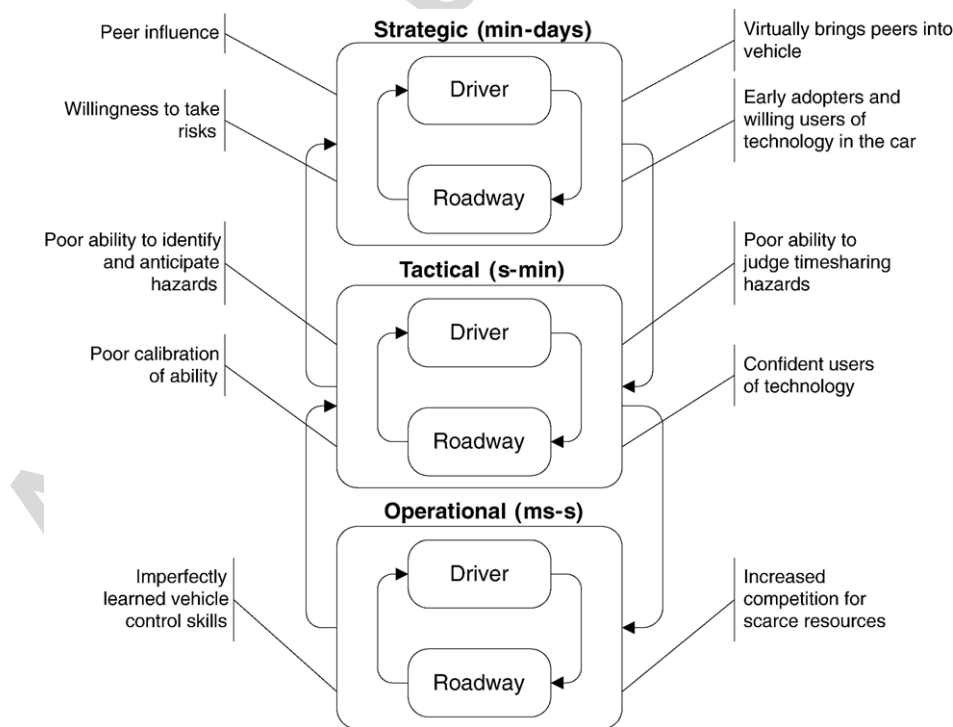 Peer influence
Strategic (min-days)
Virtually brings peers into
vehicle
Driver
Willingness to take
risks
Early adopters and
willing users of
technology in the car
Roadway
Poor ability to identify
and anticipate
hazards
Tactical (s-min)
Poor ability to
judge timesharing
hazards
Driver
Poor calibration
of ability
Confident users
of technology
Roadway
Operational (ms-s)
Imperfectly
learned vehicle
control skills
Driver
Increased
competition for
scarce resources
Roadway